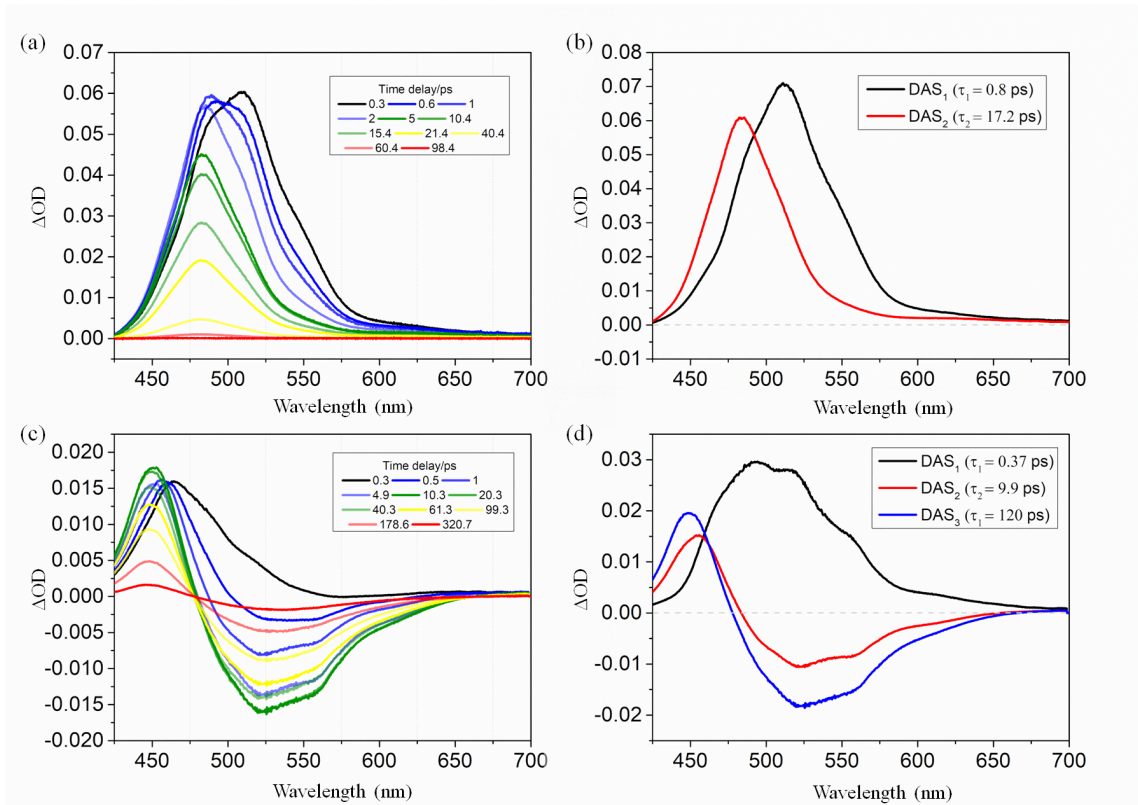 (a)
0.07
0.06
0.05
0.04
0.03
0.02
0.01
0.00
ΔOD
Time delay/ps
0.3 0.6 1
2 5 10.4
15.4 21.4 40.4
60.4 98.4
450 500 550 600 650 700
Wavelength (nm)
(b)
0.08
0.07
0.06
0.05
0.04
0.03
0.02
0.01
0.00
-0.01
ΔOD
DAS1 (τ1 = 0.8 ps)
DAS2 (τ2 = 17.2 ps)
450 500 550 600 650 700
Wavelength (nm)
(c)
0.020
0.015
0.010
0.005
0.000
-0.005
-0.010
-0.015
-0.020
ΔOD
Time delay/ps
0.3 0.5 1
4.9 10.3 20.3
40.3 61.3 99.3
178.6 320.7
450 500 550 600 650 700
Wavelength (nm)
(d)
0.03
0.02
0.01
0.00
-0.01
-0.02
ΔOD
DAS1 (τ1 = 0.37 ps)
DAS2 (τ2 = 9.9 ps)
DAS3 (τ1 = 120 ps)
450 500 550 600 650 700
Wavelength (nm)